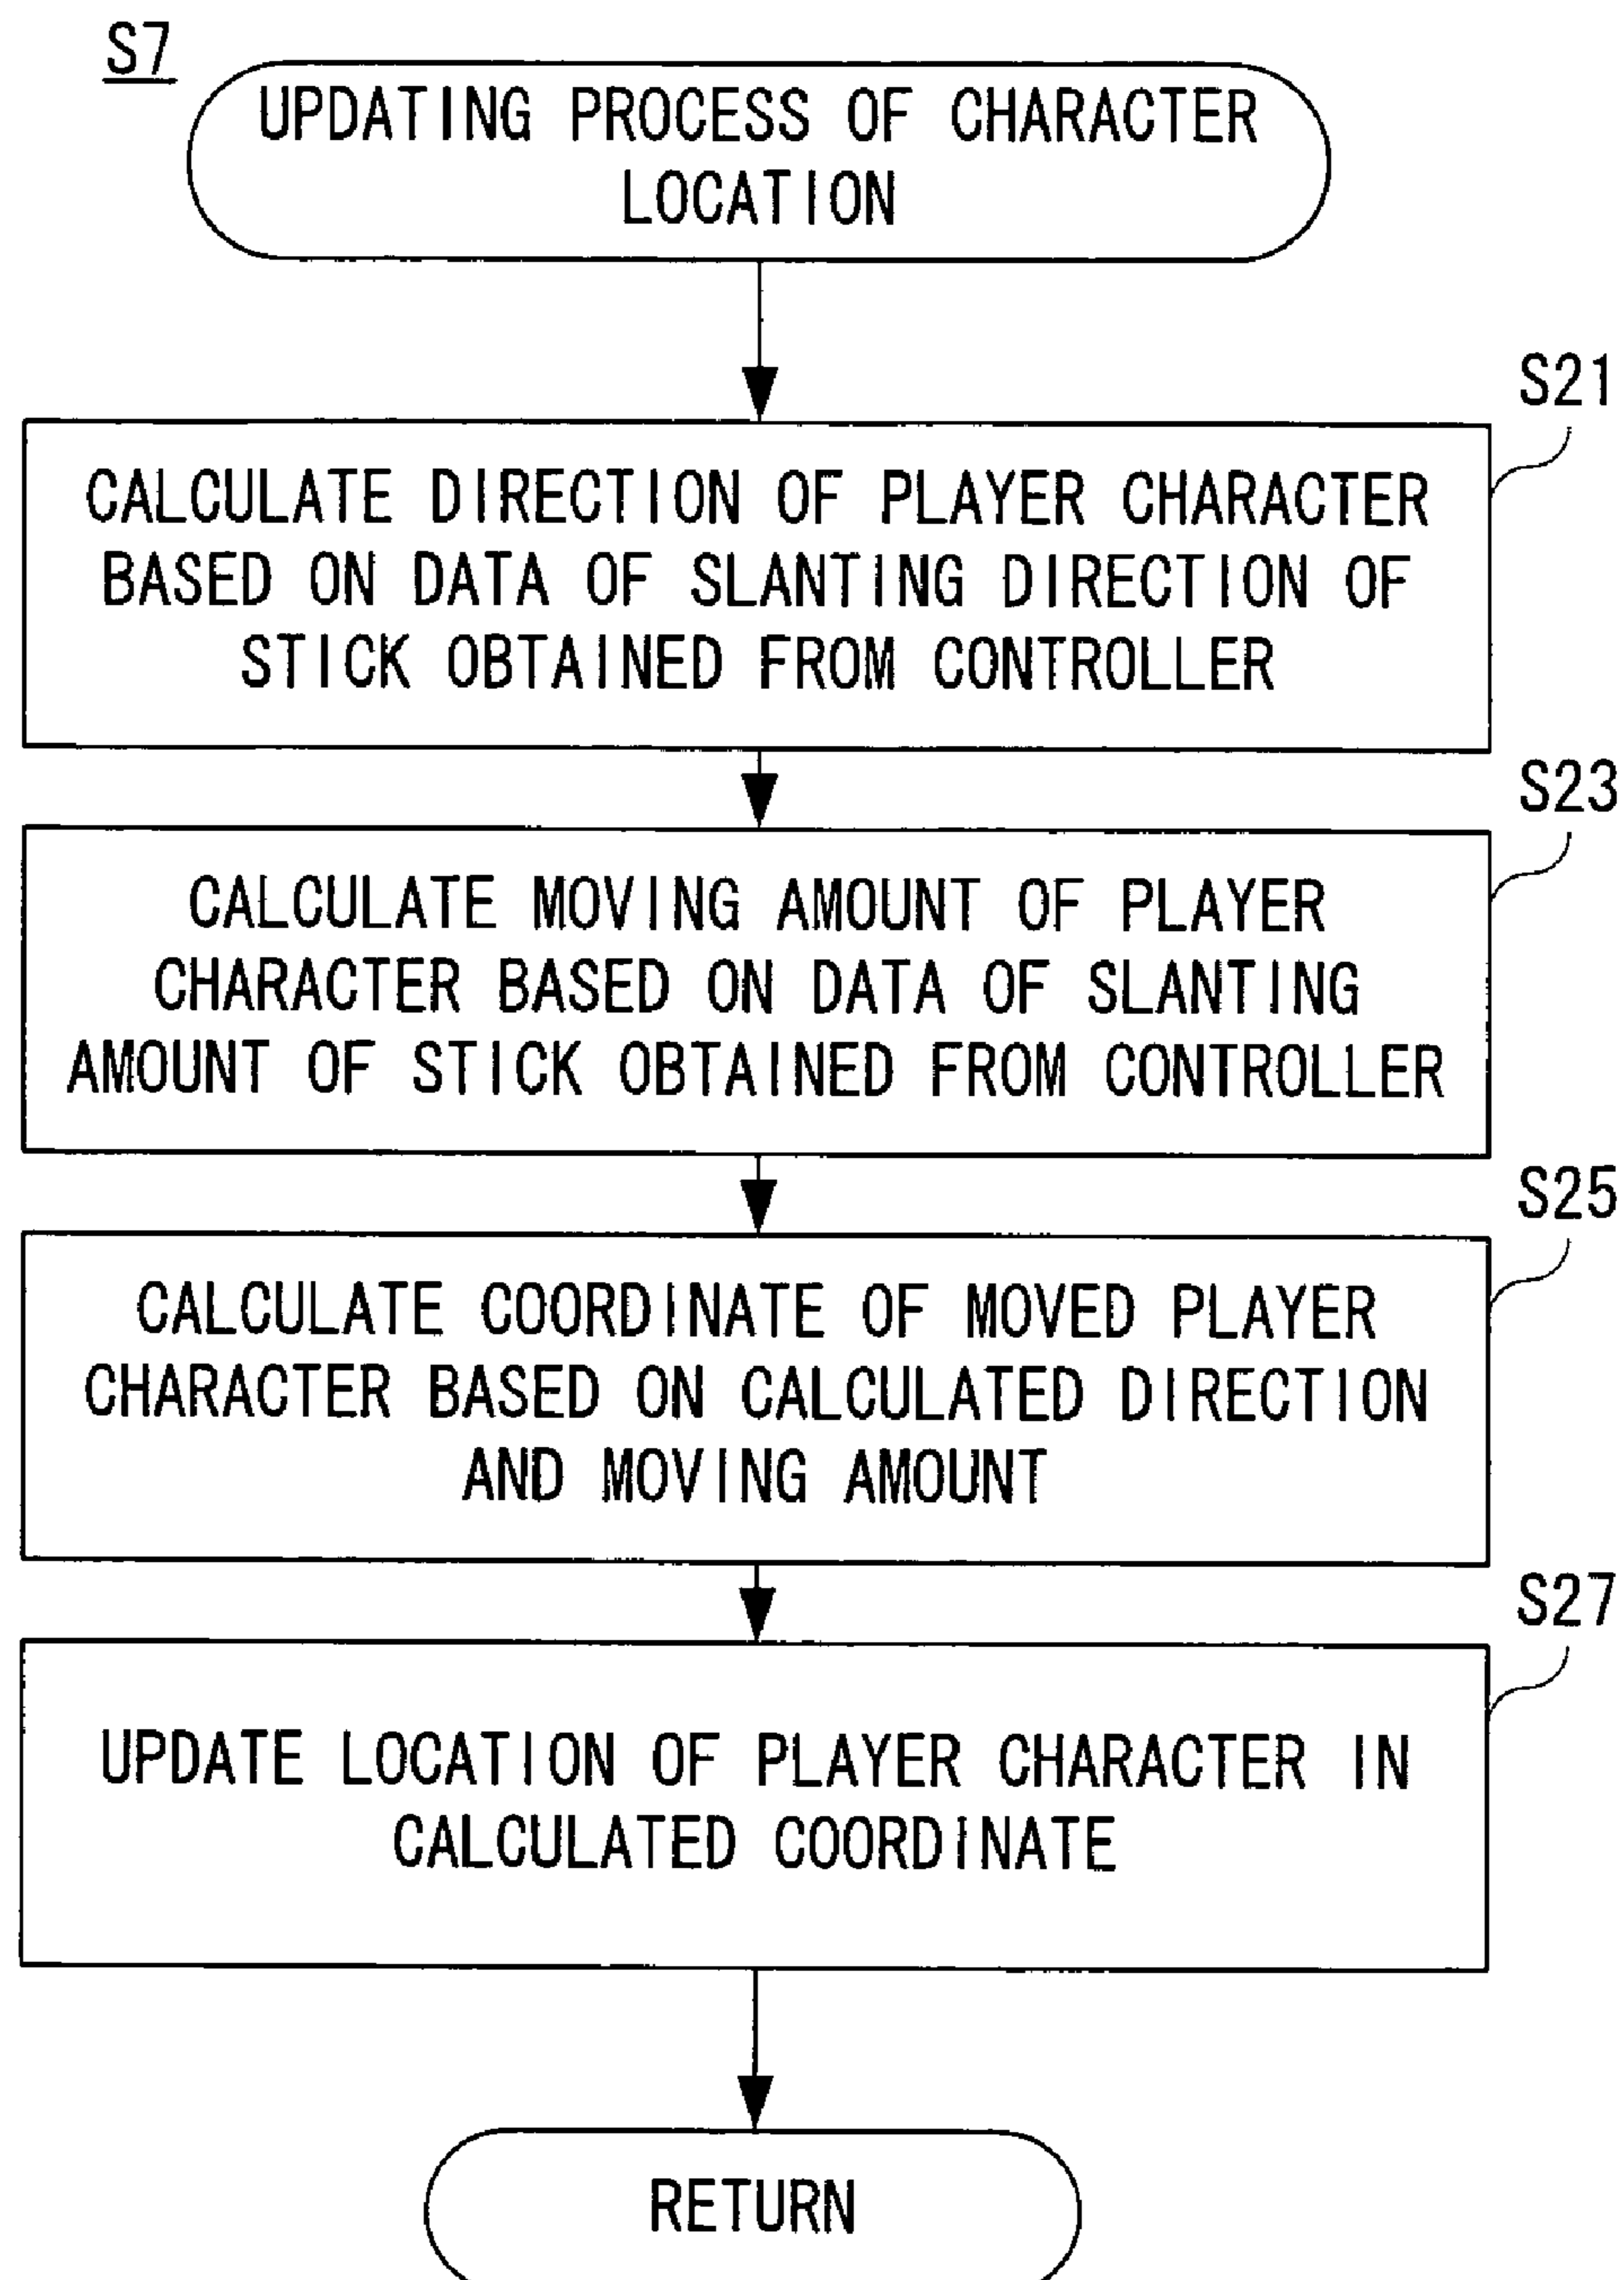 S7
UPDATING PROCESS OF CHARACTER
LOCATION
S21
CALCULATE DIRECTION OF PLAYER CHARACTER
BASED ON DATA OF SLANTING DIRECTION OF
STICK OBTAINED FROM CONTROLLER
S23
CALCULATE MOVING AMOUNT OF PLAYER
CHARACTER BASED ON DATA OF SLANTING
AMOUNT OF STICK OBTAINED FROM CONTROLLER
S25
CALCULATE COORDINATE OF MOVED PLAYER
CHARACTER BASED ON CALCULATED DIRECTION
AND MOVING AMOUNT
S27
UPDATE LOCATION OF PLAYER CHARACTER IN
CALCULATED COORDINATE
RETURN